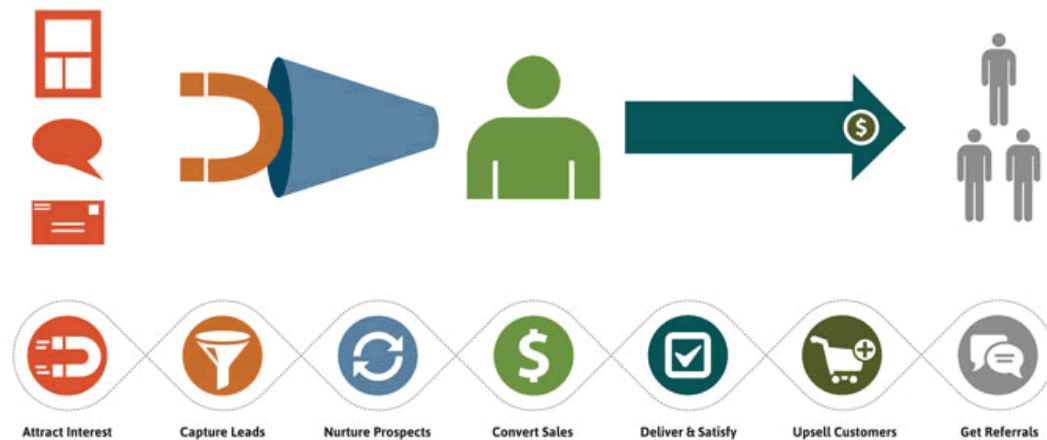 $
$
Attract Interest
Capture Leads
Nurture Prospects
Convert Sales
Deliver & Satisfy
Upsell Customers
Get Referrals